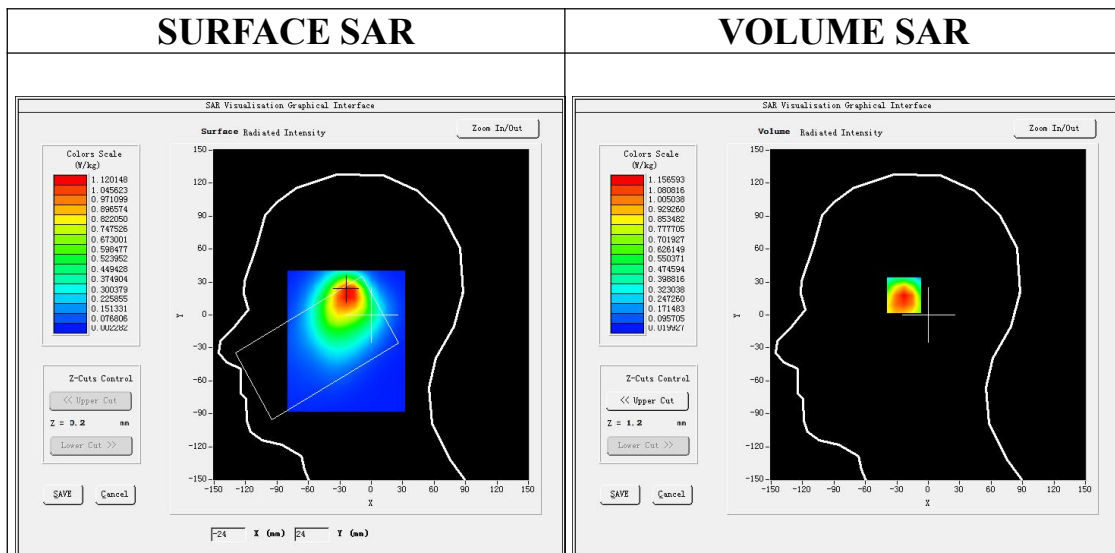 SURFACE SAR
VOLUME SAR
SAR Visualisation Graphical Interface
Surface Radiated Intensity
Zoom In/Out
Colors Scale
(W/kg)
1.120148
1.045623
0.971099
0.896574
0.822050
0.747526
0.673001
0.598477
0.523952
0.449428
0.374904
0.300379
0.225855
0.151331
0.076806
0.002282
150
120
90
60
30
0
-30
-60
-90
-120
-150
Y
-150 -120 -90 -60 -30 0 30 60 90 120 150
X
Z-Cuts Control
<< Upper Cut
Z = 0.2 mm
Lower Cut >>
SAVE Cancel
-24 X (mm) 24 Y (mm)
SAR Visualisation Graphical Interface
Volume Radiated Intensity
Zoom In/Out
Colors Scale
(W/kg)
1.156593
1.080816
1.005038
0.929260
0.853482
0.777705
0.701927
0.626149
0.550371
0.474594
0.398816
0.323038
0.247260
0.171483
0.095705
0.019927
150
120
90
60
30
0
-30
-60
-90
-120
-150
Y
-150 -120 -90 -60 -30 0 30 60 90 120 150
X
Z-Cuts Control
<< Upper Cut
Z = 1.2 mm
Lower Cut >>
SAVE Cancel